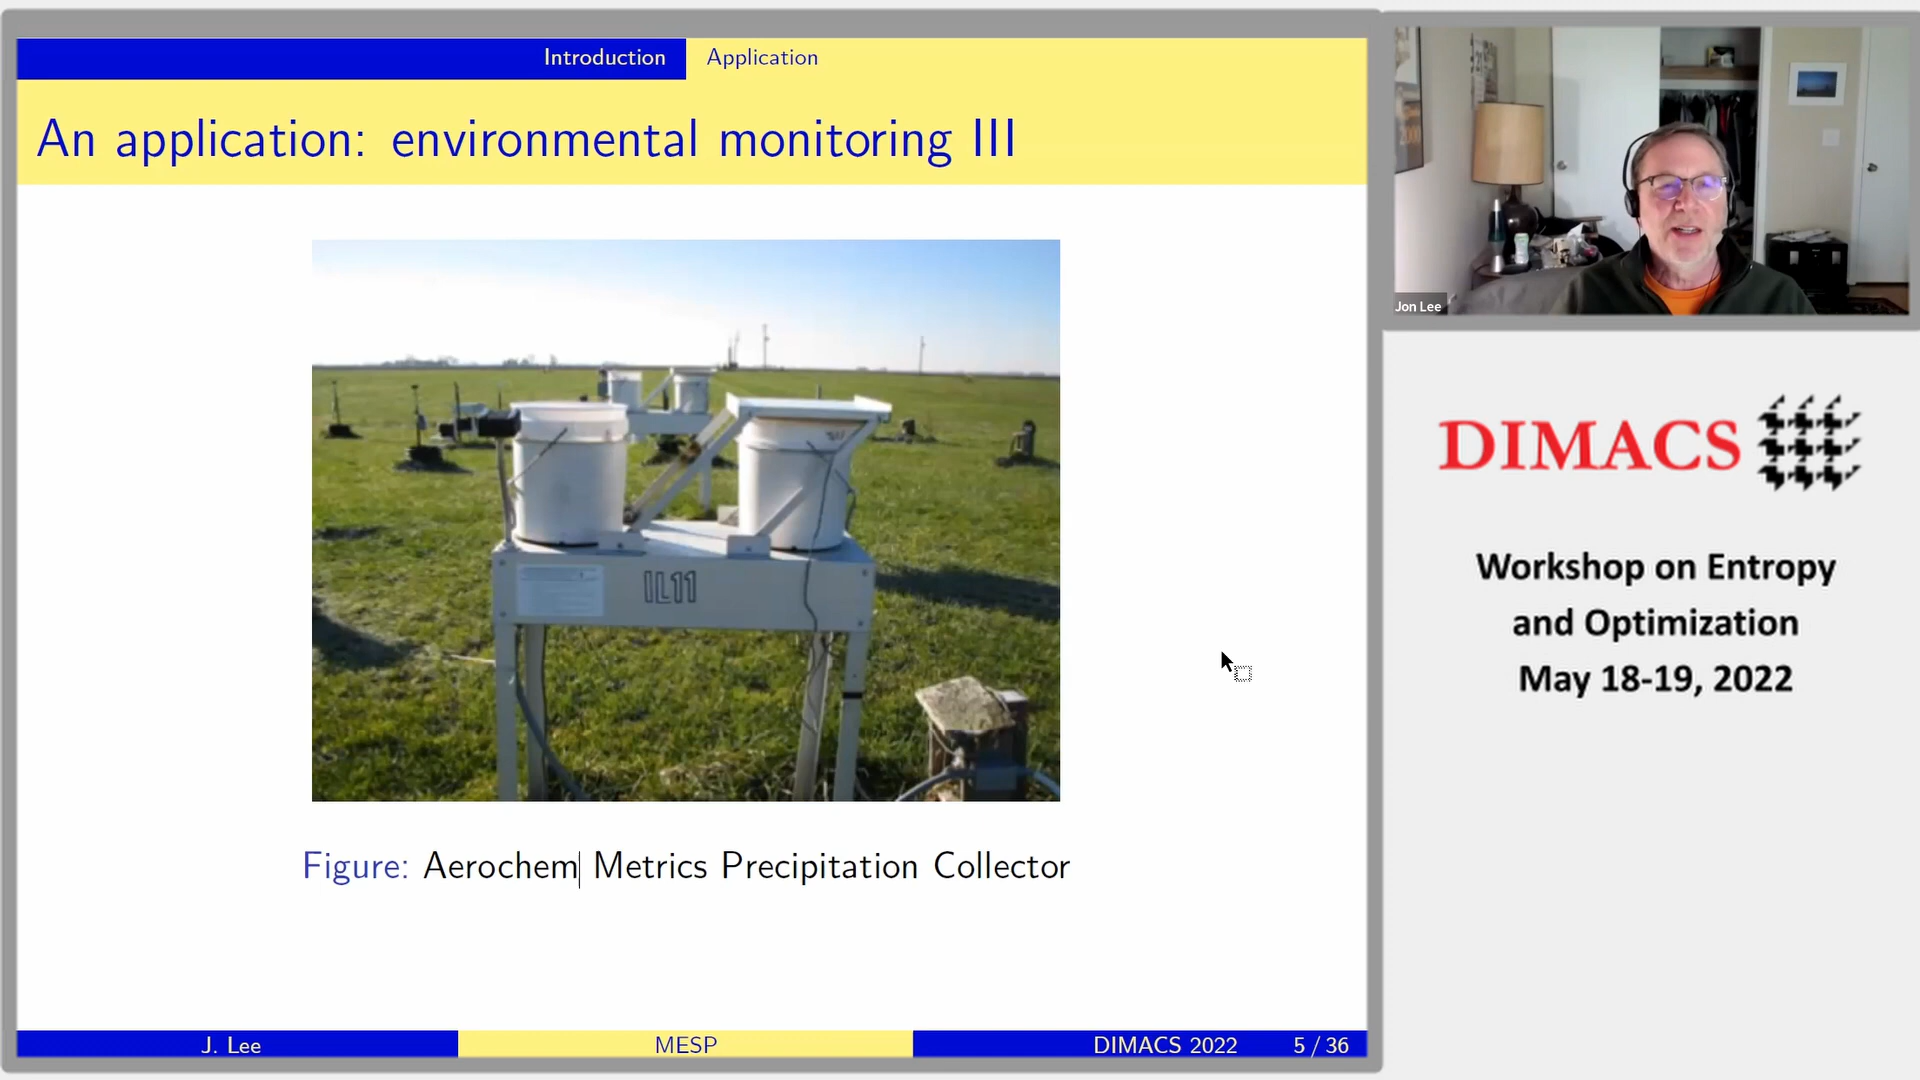 Introduction Application
An application: environmental monitoring III
IL11
Figure: Aerochem Metrics Precipitation Collector
J. Lee MESP DIMACS 2022 5 / 36
Jon Lee
DIMACS
Workshop on Entropy
and Optimization
May 18-19, 2022